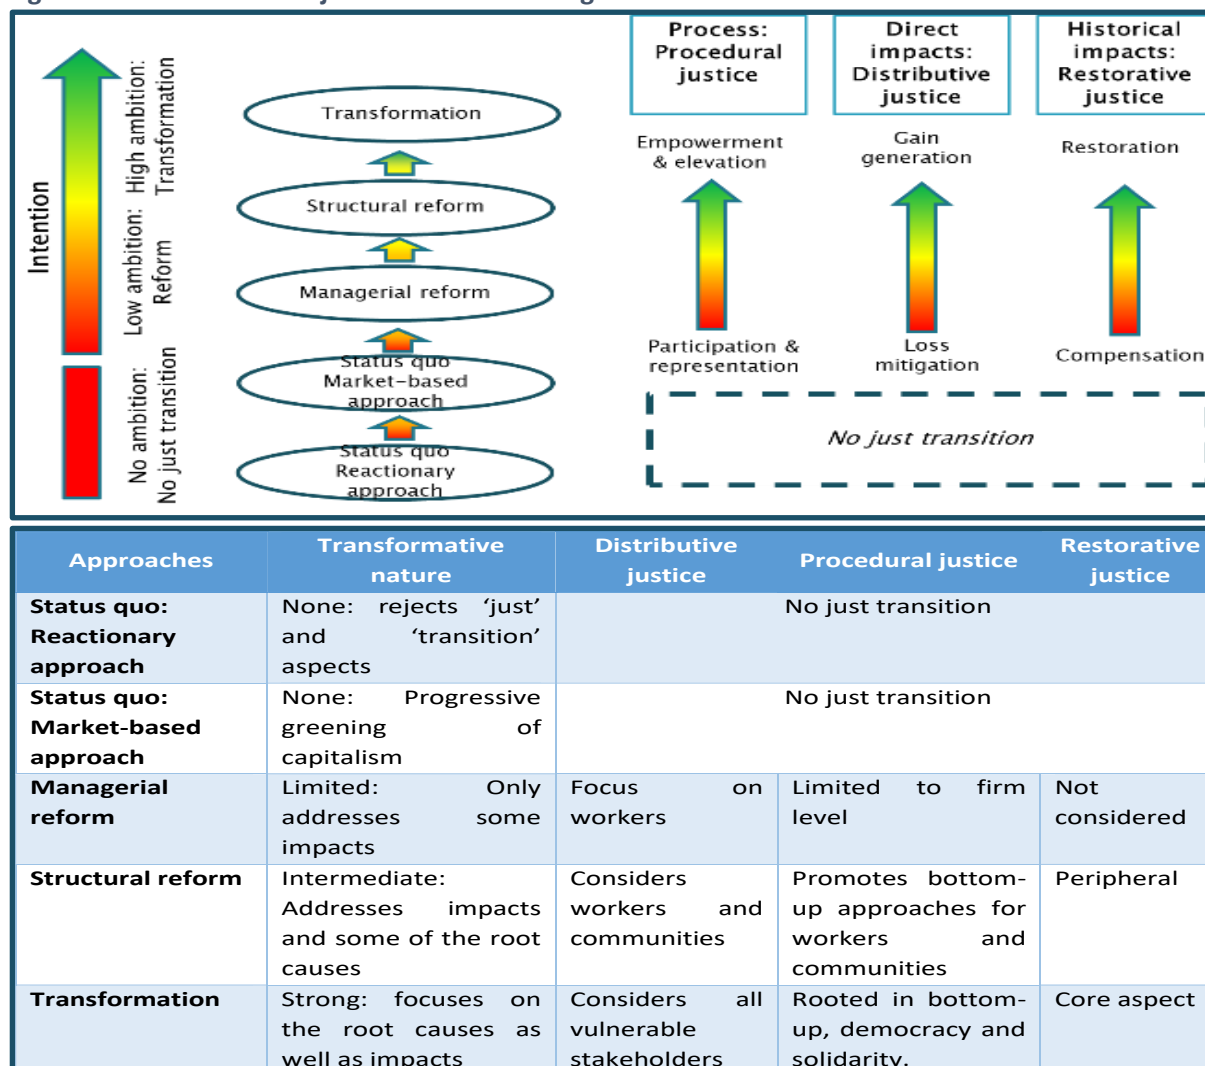 Intention
High ambition:
Transformation
Low ambition:
Reform
No ambition:
No just transition
Transformation
Structural reform
Managerial reform
Status quo
Market-based
approach
Status quo
Reactionary
approach
Process:
Procedural
justice
Direct
impacts:
Distributive
justice
Historical
impacts:
Restorative
justice
Empowerment
& elevation
Gain
generation
Restoration
Participation &
representation
Loss
mitigation
Compensation
No just transition
Approaches
Transformative
nature
Distributive
justice
Procedural justice
Restorative
justice
Status quo:
Reactionary
approach
None: rejects ‘just’
and ‘transition’
aspects
No just transition
Status quo:
Market-based
approach
None: Progressive
greening of
capitalism
No just transition
Managerial
reform
Limited: Only
addresses some
impacts
Focus on
workers
Limited to firm
level
Not
considered
Structural reform
Intermediate:
Addresses impacts
and some of the root
causes
Considers
workers and
communities
Promotes bottom-
up approaches for
workers and
communities
Peripheral
Transformation
Strong: focuses on
the root causes as
well as impacts
Considers all
vulnerable
stakeholders
Rooted in bottom-
up, democracy and
solidarity.
Core aspect